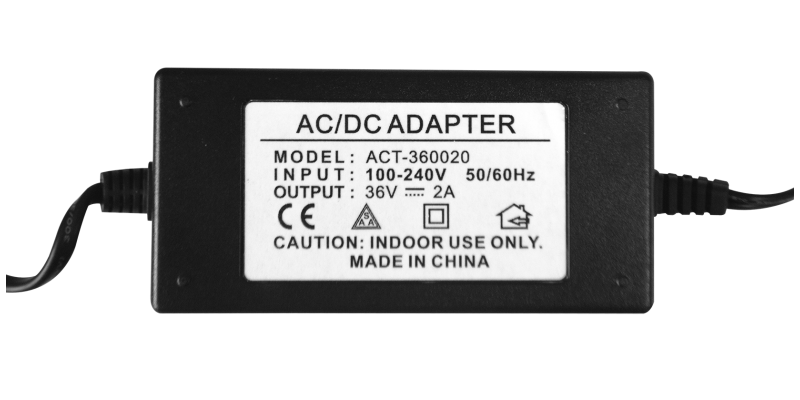 AC/DC ADAPTER
MODEL: ACT-360020
INPUT: 100-240V 50/60Hz
OUTPUT: 36V ⎓ 2A
CE SAA
CAUTION: INDOOR USE ONLY.
MADE IN CHINA